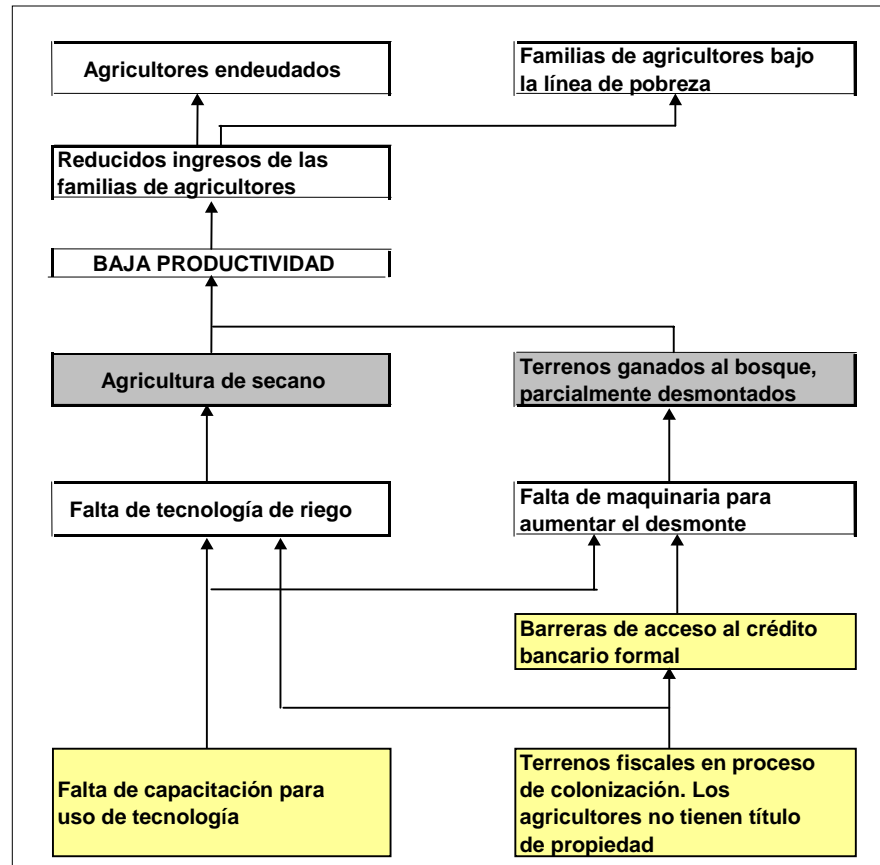 Agricultores endeudados
Familias de agricultores bajo
la línea de pobreza
Reducidos ingresos de las
familias de agricultores
BAJA PRODUCTIVIDAD
Agricultura de secano
Terrenos ganados al bosque,
parcialmente desmontados
Falta de tecnología de riego
Falta de maquinaria para
aumentar el desmonte
Barreras de acceso al crédito
bancario formal
Falta de capacitación para
uso de tecnología
Terrenos fiscales en proceso
de colonización. Los
agricultores no tienen título
de propiedad